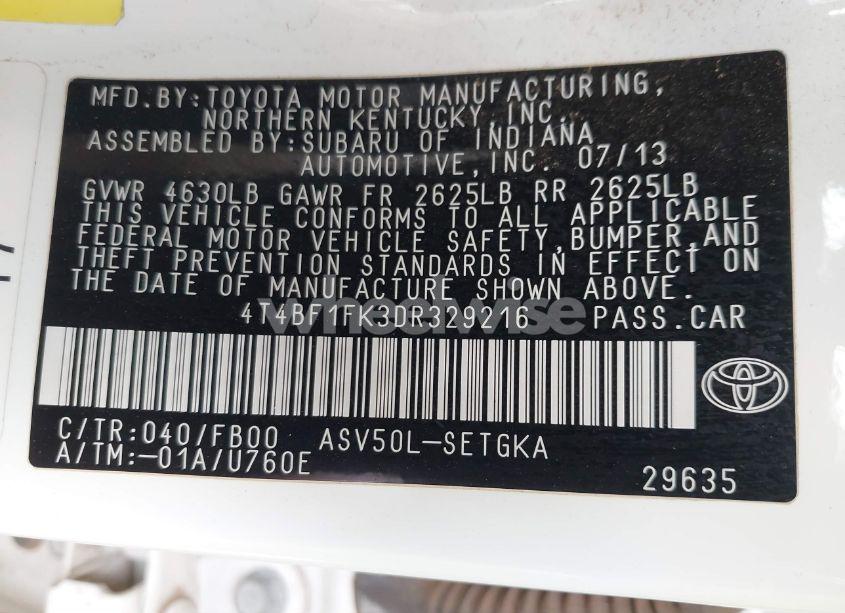 MFD.BY:TOYOTA MOTOR MANUFACTURING,
NORTHERN KENTUCKY,INC.
ASSEMBLED BY:SUBARU OF INDIANA
AUTOMOTIVE,INC. 07/13
GVWR 4630LB GAWR FR 2625LB RR 2625LB
THIS VEHICLE CONFORMS TO ALL APPLICABLE
FEDERAL MOTOR VEHICLE SAFETY,BUMPER,AND
THEFT PREVENTION STANDARDS IN EFFECT ON
THE DATE OF MANUFACTURE SHOWN ABOVE.
wheelwise
4T4BF1FK3DR329216 PASS.CAR
C/TR:040/FB00 ASV50L-SETGKA
A/TM:-01A/U760E
29635